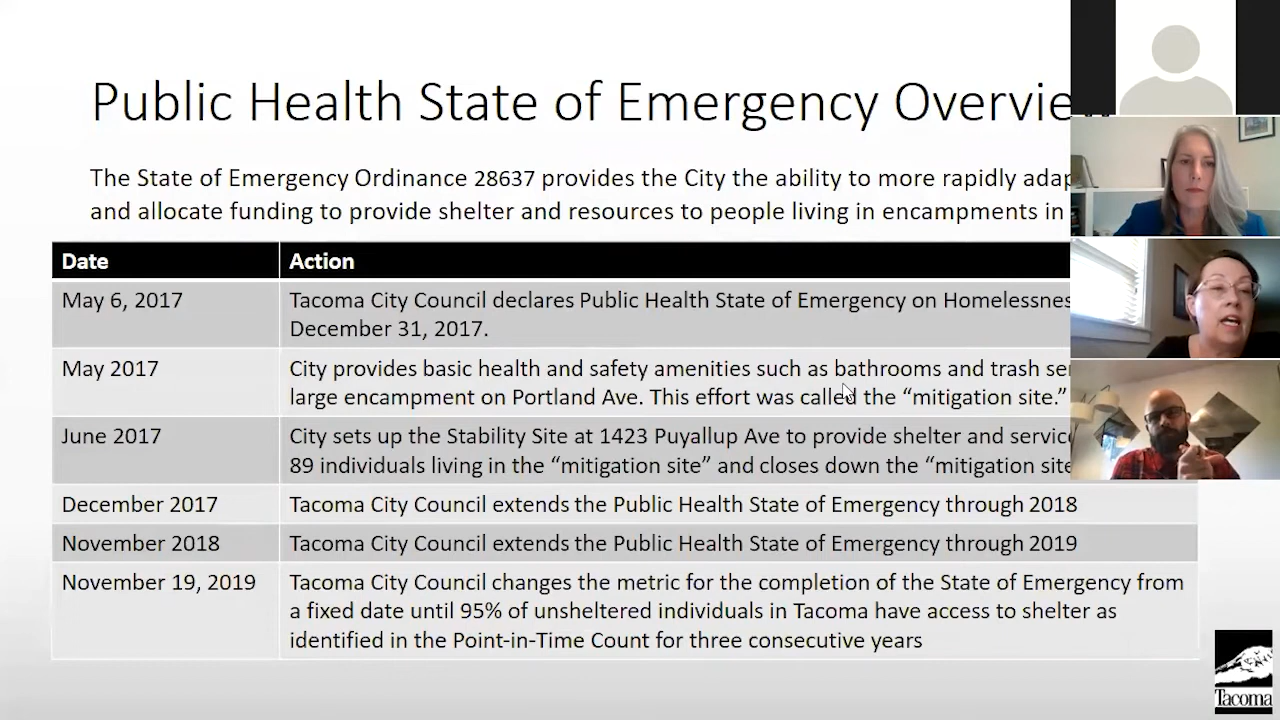 Public Health State of Emergency Overview
The State of Emergency Ordinance 28637 provides the City the ability to more rapidly
and allocate funding to provide shelter and resources to people living in encampments in
Date Action
May 6, 2017 Tacoma City Council declares Public Health State of Emergency on
December 31, 2017.
May 2017 City provides basic health and safety amenities such as bathrooms and trash
large encampment on Portland Ave. This effort was called the “mitigation site.”
June 2017 City sets up the Stability Site at 1423 Puyallup Ave to provide shelter and
89 individuals living in the “mitigation site” and closes down the “mitigation
December 2017 Tacoma City Council extends the Public Health State of Emergency through 2018
November 2018 Tacoma City Council extends the Public Health State of Emergency through 2019
November 19, 2019 Tacoma City Council changes the metric for the completion of the State of Emergency from
a fixed date until 95% of unsheltered individuals in Tacoma have access to shelter as
identified in the Point-in-Time Count for three consecutive years
Tacoma